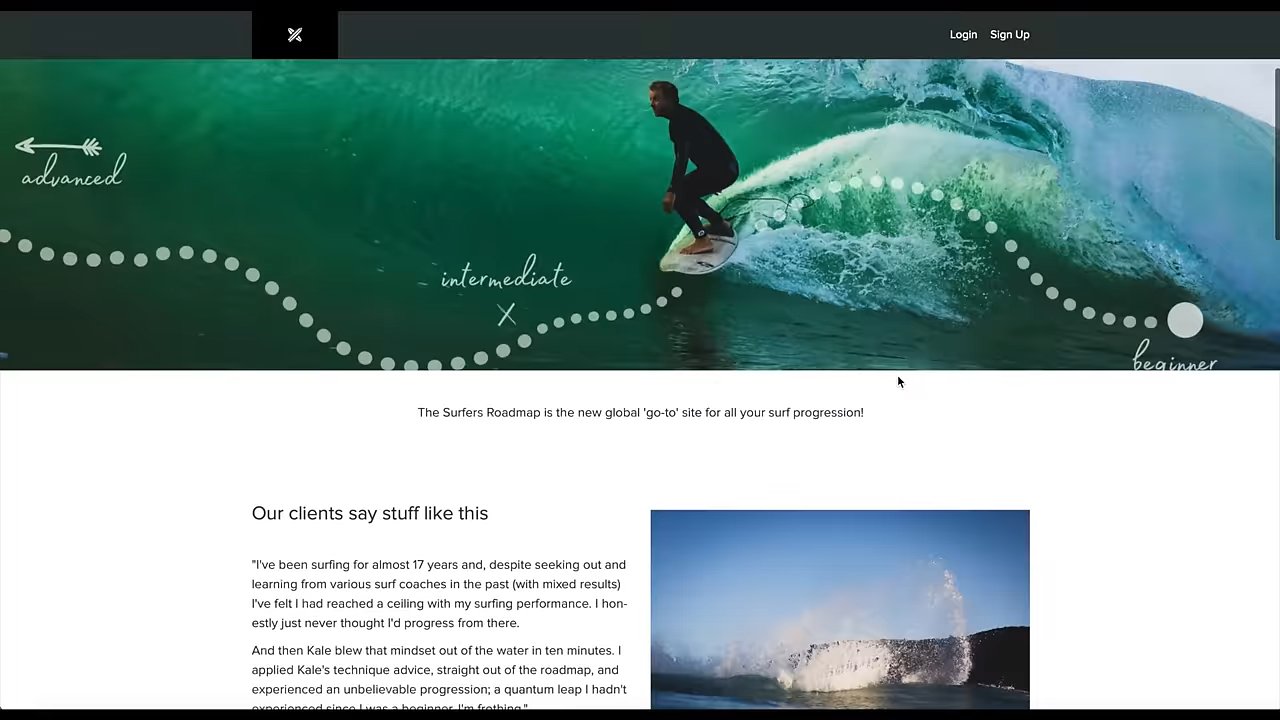 Login Sign Up
advanced
intermediate
X
beginner
The Surfers Roadmap is the new global 'go-to' site for all your surf progression!
Our clients say stuff like this
"I've been surfing for almost 17 years and, despite seeking out and
learning from various surf coaches in the past (with mixed results)
I've felt I had reached a ceiling with my surfing performance. I hon-
estly just never thought I'd progress from there.
And then Kale blew that mindset out of the water in ten minutes. I
applied Kale's technique advice, straight out of the roadmap, and
experienced an unbelievable progression; a quantum leap I hadn't
experienced since I was a beginner. I'm frothing."